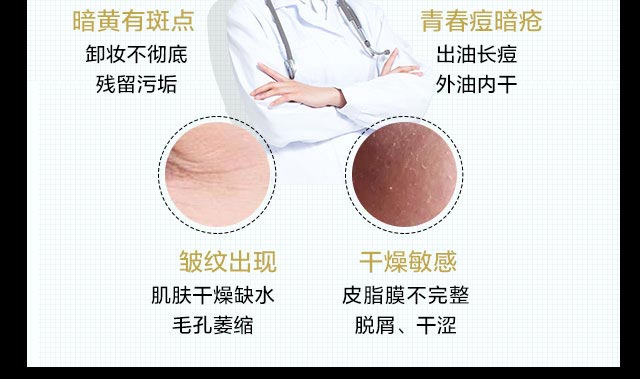 暗黄有斑点
卸妆不彻底
残留污垢
青春痘暗疮
出油长痘
外油内干
皱纹出现
肌肤干燥缺水
毛孔萎缩
干燥敏感
皮脂膜不完整
脱屑、干涩